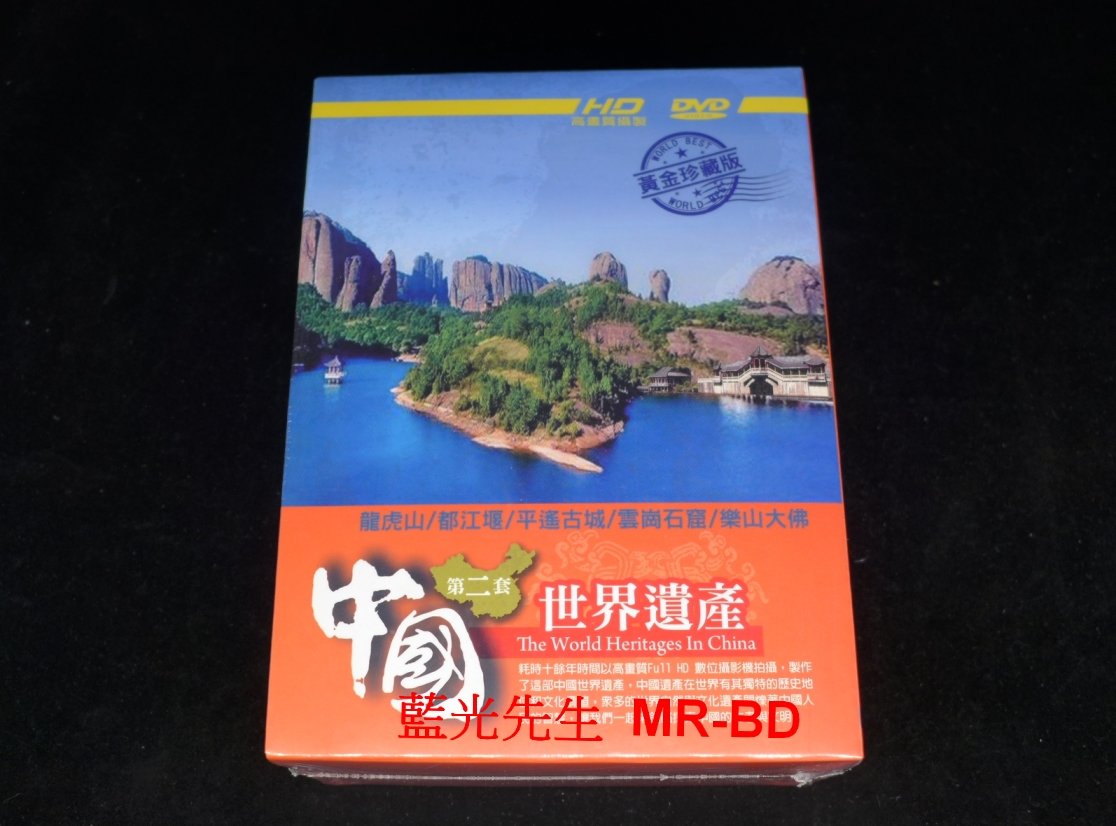 HD DVD
VIDEO
高畫質攝製
WORLD BEST
黃金珍藏版
WORLD BEST
龍虎山/都江堰/平遙古城/雲崗石窟/樂山大佛
中國
第二套
世界遺產
The World Heritages In China
耗時十餘年時間以高畫質Full HD 數位攝影機拍攝,製作
了這部中國世界遺產,中國遺產在世界有其獨特的歷史地
藍光先生 MR-BD